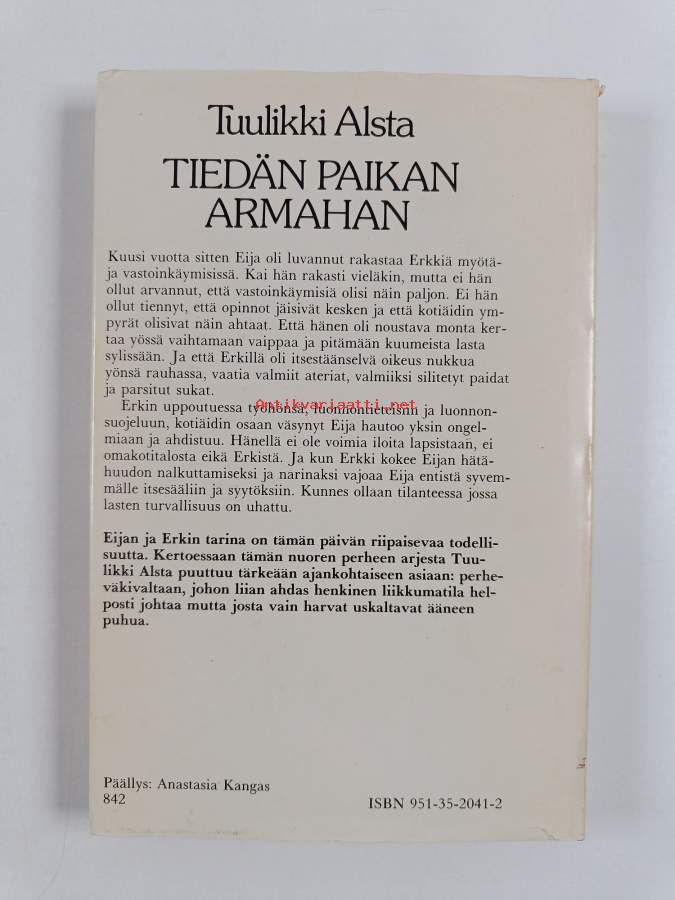 Tuulikki Alsta
TIEDÄN PAIKAN
ARMAHAN
Kuusi vuotta sitten Eija oli luvannut rakastaa Erkkiä myötä-
ja vastoinkäymisissä. Kai hän rakasti vieläkin, mutta ei hän
ollut arvannut, että vastoinkäymisiä olisi näin paljon. Ei hän
ollut tiennyt, että opinnot jäisivät kesken ja että kotiäidin ym-
pyrät olisivat näin ahtaat. Että hänen oli noustava monta ker-
taa yössä vaihtamaan vaippaa ja pitämään kuumeista lasta
sylissään. Ja että Erkillä oli itsestäänselvä oikeus nukkua
yönsä rauhassa, vaatia valmiit ateriat, valmiiksi silitetyt paidat
ja parsitut sukat.
Antikvariaatti.net
Erkin uppoutuessa työhönsä, luonnontieteisiin ja luonnon-
suojeluun, kotiäidin osaan väsynyt Eija hautoo yksin ongel-
miaan ja ahdistuu. Hänellä ei ole voimia iloita lapsistaan, ei
omakotitalosta eikä Erkistä. Ja kun Erkki kokee Eijan hätä-
huudon nalkuttamiseksi ja narinaksi vajoaa Eija entistä syvem-
mälle itsesääliin ja syytöksiin. Kunnes ollaan tilanteessa jossa
lasten turvallisuus on uhattu.
Eijan ja Erkin tarina on tämän päivän riipaisevaa todelli-
suutta. Kertoessaan tämän nuoren perheen arjesta Tuu-
likki Alsta puuttuu tärkeään ajankohtaiseen asiaan: perhe-
väkivaltaan, johon liian ahdas henkinen liikkumatila hel-
posti johtaa mutta josta vain harvat uskaltavat ääneen
puhua.
Päällys: Anastasia Kangas
842
ISBN 951-35-2041-2